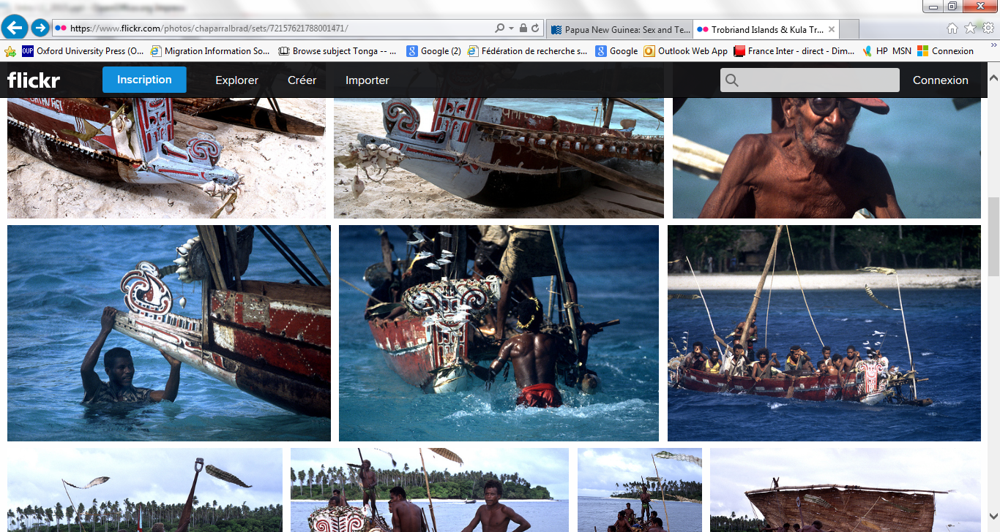 https://www.flickr.com/photos/chaparralbrad/sets/72157621788001471/
Papua New Guinea: Sex and Te...
Trobriand Islands & Kula Tr...
OUP Oxford University Press (O...
Migration Information So...
Browse subject Tonga -- ...
Google (2)
Fédération de recherche s...
Google
Outlook Web App
France Inter - direct - Dim...
HP
MSN
Connexion
flickr
Inscription
Explorer
Créer
Importer
Connexion